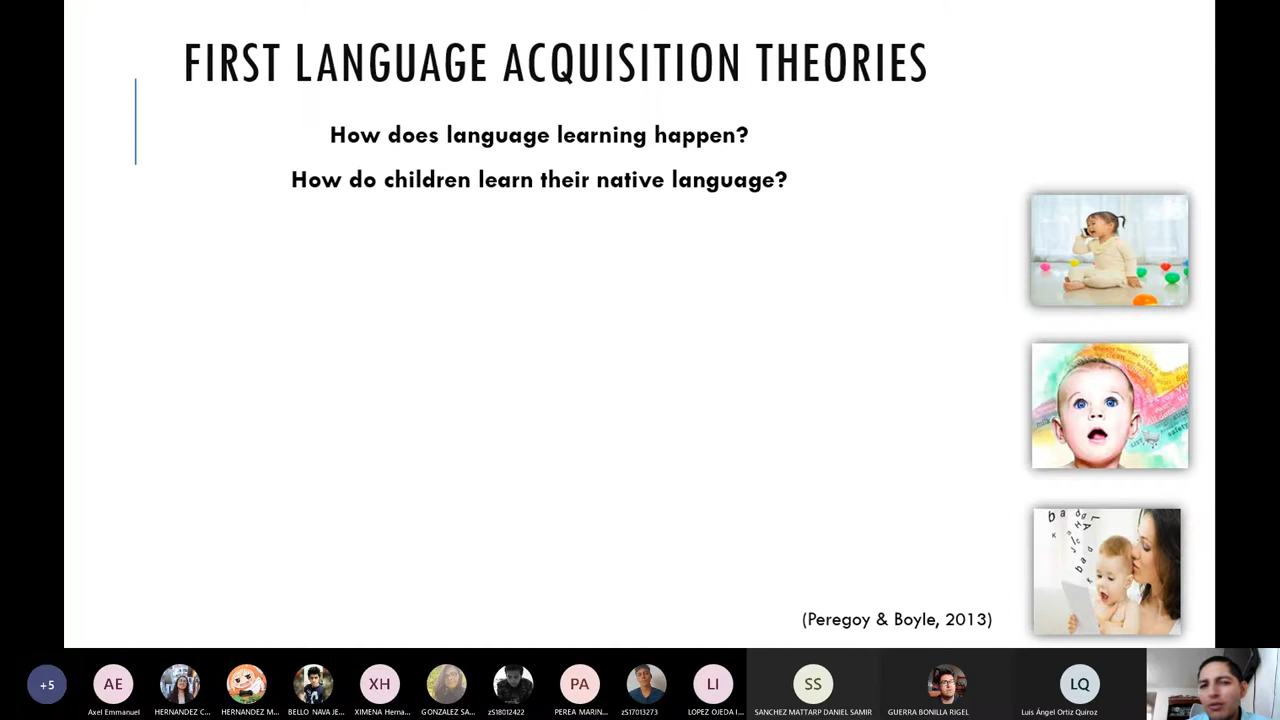 FIRST LANGUAGE ACQUISITION THEORIES
How does language learning happen?
How do children learn their native language?
(Peregoy & Boyle, 2013)
+5
AE
XH
PA
LI
SS
LQ
Axel Emmanuel
HERNANDEZ C...
HERNANDEZ M...
BELLO NAVA JE...
XIMENA Herna...
GONZALEZ SA...
zS18012422
PEREA MARIN...
zS17013273
LOPEZ OJEDA I...
SANCHEZ MATTARP DANIEL SAMIR
GUERRA BONILLA RIGEL
Luis Ángel Ortiz Quiroz